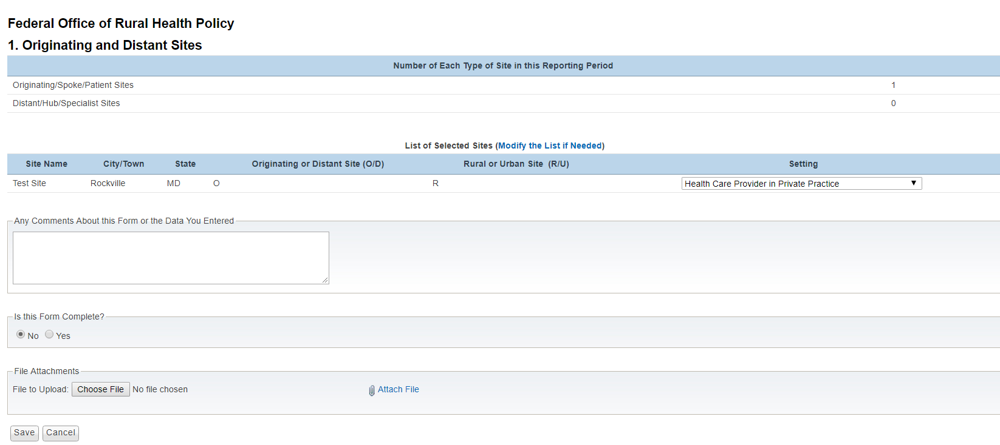 Federal Office of Rural Health Policy
1. Originating and Distant Sites
Number of Each Type of Site in this Reporting Period
Originating/Spoke/Patient Sites 1
Distant/Hub/Specialist Sites 0
List of Selected Sites (Modify the List if Needed)
Site Name City/Town State Originating or Distant Site (O/D) Rural or Urban Site (R/U) Setting
Test Site Rockville MD O R Health Care Provider in Private Practice
Any Comments About this Form or the Data You Entered
Is this Form Complete?
No Yes
File Attachments
File to Upload: Choose File No file chosen Attach File
Save Cancel